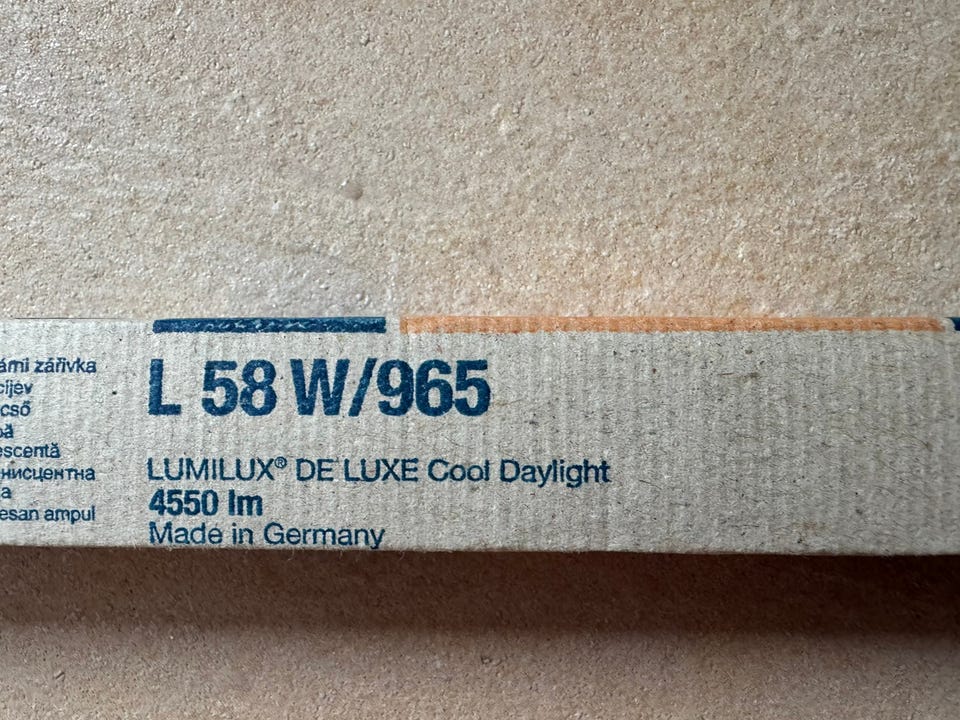 ámi zářivka
cijev
cső
bă
escentă
нисцентна
a
esan ampul
L 58 W/965
LUMILUX® DE LUXE Cool Daylight
4550 lm
Made in Germany